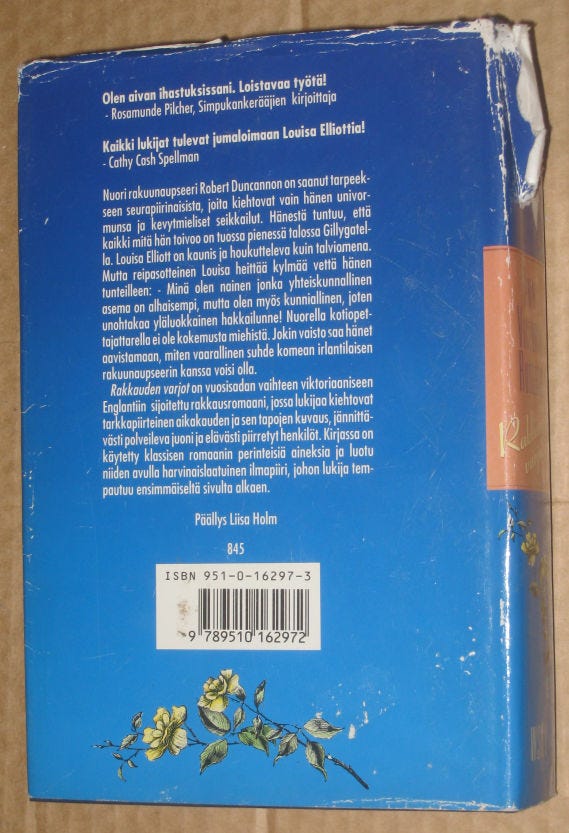 Olen aivan ihastuksissani. Loistavaa työtä!
- Rosamunde Pilcher, Simpukankerääjien kirjoittaja
Kaikki lukijat tulevat jumaloimaan Louisa Elliottia!
- Cathy Cash Spellman
Nuori rakuunaupseeri Robert Duncannon on saanut tarpeek-
seen seurapiirinaisista, joita kiehtovat vain hänen univor-
munsa ja kevytmieliset seikkailut. Hänestä tuntuu, että
kaikki mitä hän toivoo on tuossa pienessä talossa Gillygatel-
la. Louisa Elliott on kaunis ja houkutteleva kuin talviomena.
Mutta reipasotteinen Louisa heittää kylmää vettä hänen
tunteilleen: - Minä olen nainen jonka yhteiskunnallinen
asema on alhaisempi, mutta olen myös kunniallinen, joten
unohtakaa yläluokkainen hakkailunne! Nuorella kotiopet-
tajattarella ei ole kokemusta miehistä. Jokin vaisto saa hänet
aavistamaan, miten vaarallinen suhde komean irlantilaisen
rakuunaupseerin kanssa voisi olla.
Rakkauden varjot on vuosisadan vaihteen viktoriaaniseen
Englantiin sijoitettu rakkausromaani, jossa lukijaa kiehtovat
tarkkapiirteinen aikakauden ja sen tapojen kuvaus, jännittä-
västi polveileva juoni ja elävästi piirretyt henkilöt. Kirjassa on
käytetty klassisen romaanin perinteisiä aineksia ja luotu
niiden avulla harvinaislaatuinen ilmapiiri, johon lukija tem-
pautuu ensimmäiseltä sivulta alkaen.
Päällys Liisa Holm
845
ISBN 951-0-16297-3
9 789510 162972